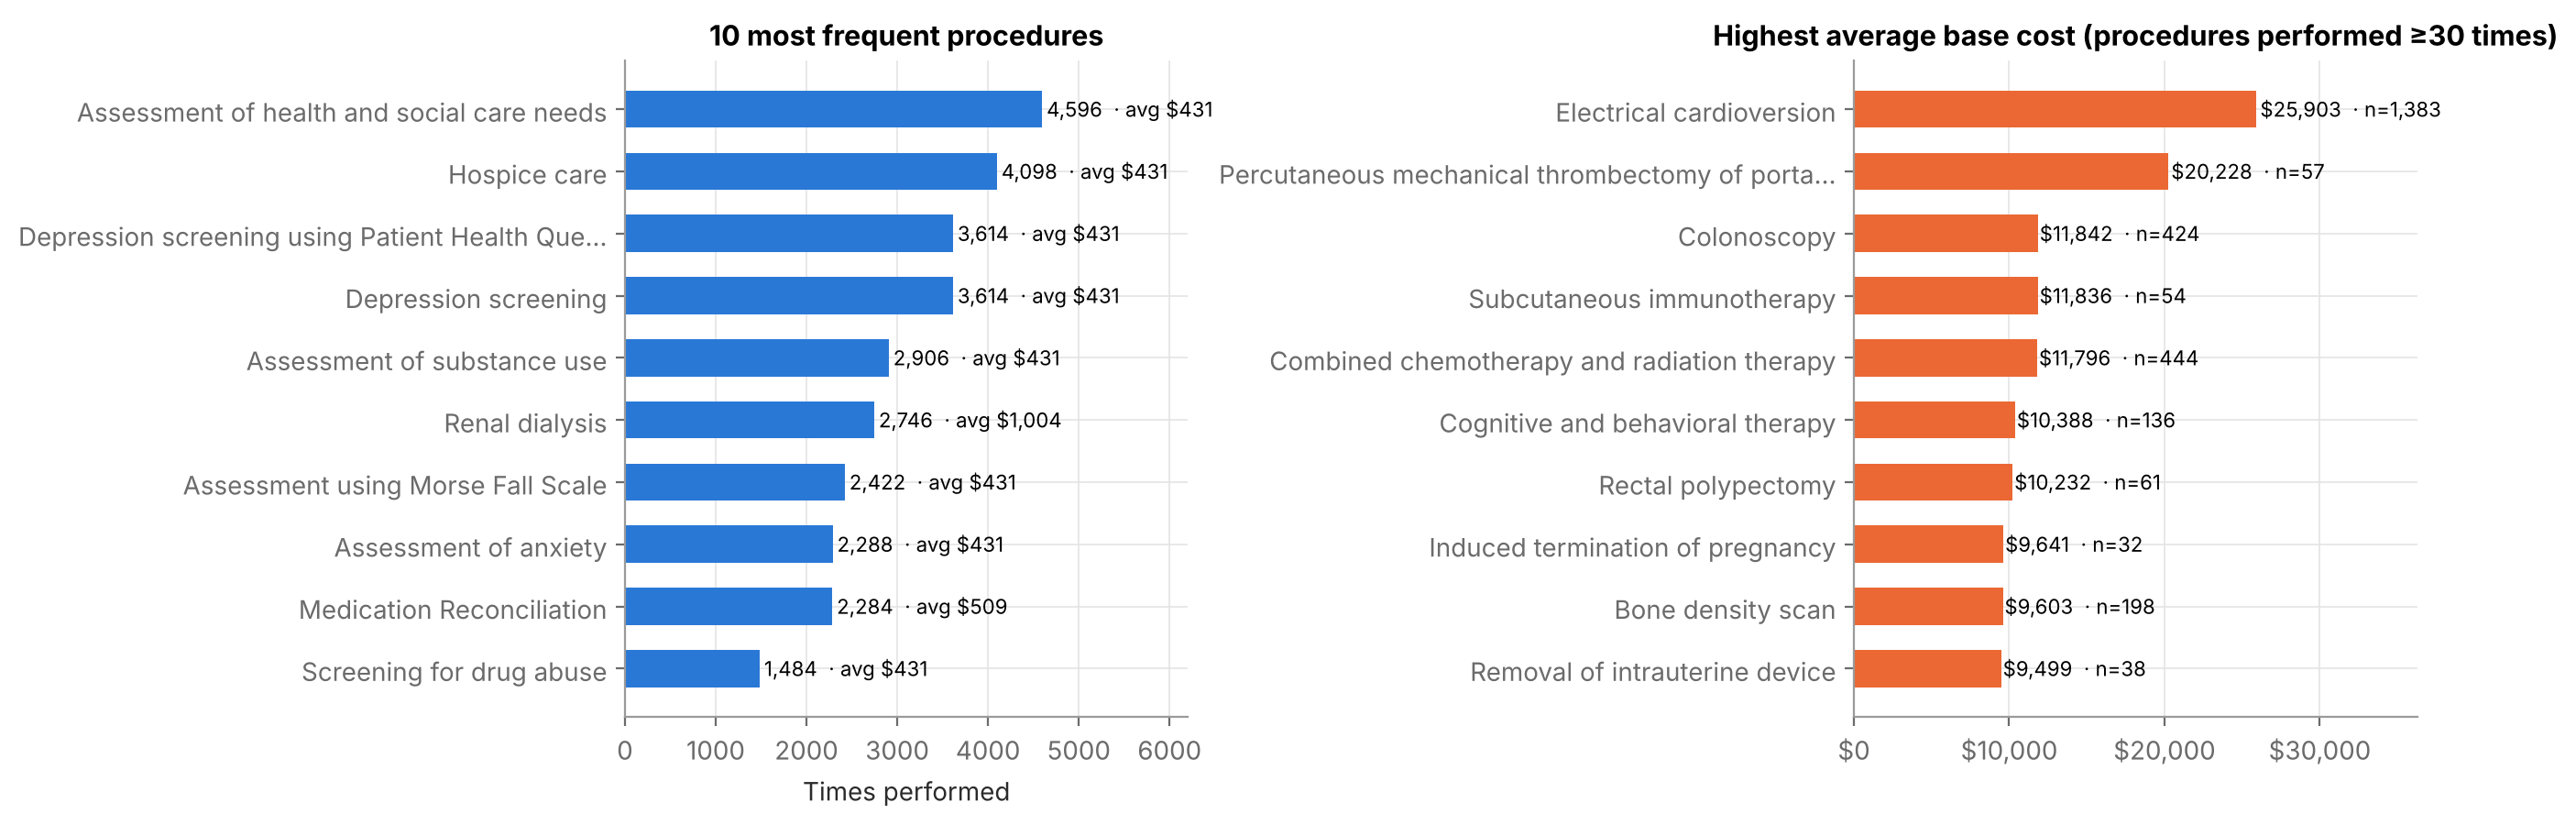 10 most frequent procedures
Assessment of health and social care needs 4,596 · avg $431
Hospice care 4,098 · avg $431
Depression screening using Patient Health Que... 3,614 · avg $431
Depression screening 3,614 · avg $431
Assessment of substance use 2,906 · avg $431
Renal dialysis 2,746 · avg $1,004
Assessment using Morse Fall Scale 2,422 · avg $431
Assessment of anxiety 2,288 · avg $431
Medication Reconciliation 2,284 · avg $509
Screening for drug abuse 1,484 · avg $431
0 1000 2000 3000 4000 5000 6000
Times performed
Highest average base cost (procedures performed ≥30 times)
Electrical cardioversion $25,903 · n=1,383
Percutaneous mechanical thrombectomy of porta... $20,228 · n=57
Colonoscopy $11,842 · n=424
Subcutaneous immunotherapy $11,836 · n=54
Combined chemotherapy and radiation therapy $11,796 · n=444
Cognitive and behavioral therapy $10,388 · n=136
Rectal polypectomy $10,232 · n=61
Induced termination of pregnancy $9,641 · n=32
Bone density scan $9,603 · n=198
Removal of intrauterine device $9,499 · n=38
$0 $10,000 $20,000 $30,000